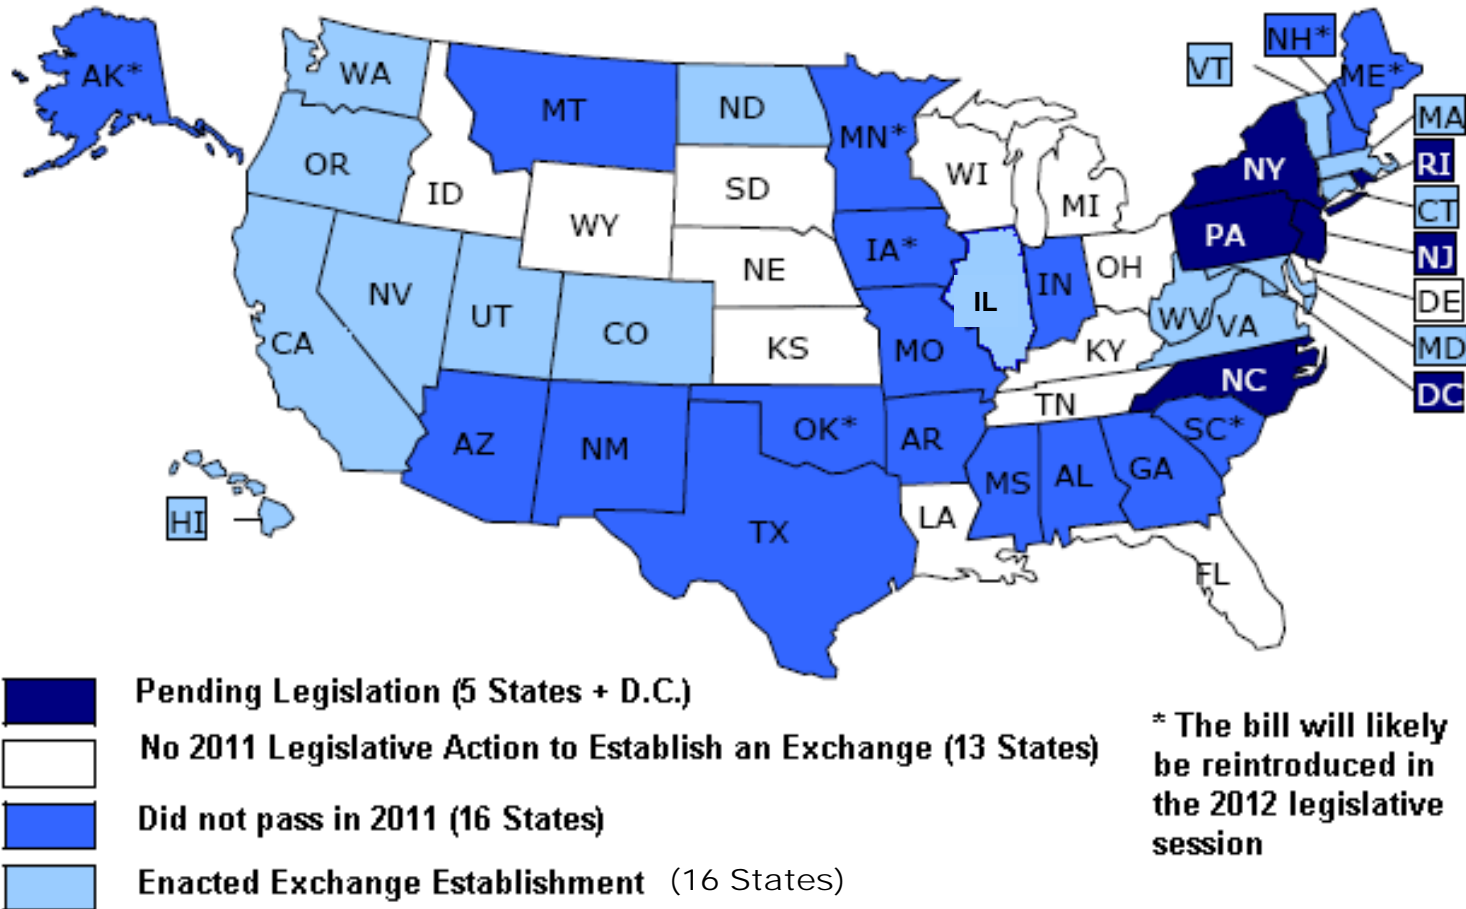 AK*
WA
MT
ND
MN*
VT
NH*
ME*
MA
OR
ID
SD
WI
MI
NY
RI
CT
WY
NE
IA*
PA
NJ
NV
UT
CO
KS
IL
IN
OH
DE
CA
MO
KY
WV
VA
MD
DC
NC
TN
AZ
NM
OK*
AR
SC*
MS
AL
GA
HI
TX
LA
FL
Pending Legislation (5 States + D.C.)
No 2011 Legislative Action to Establish an Exchange (13 States)
Did not pass in 2011 (16 States)
Enacted Exchange Establishment (16 States)
* The bill will likely
be reintroduced in
the 2012 legislative
session